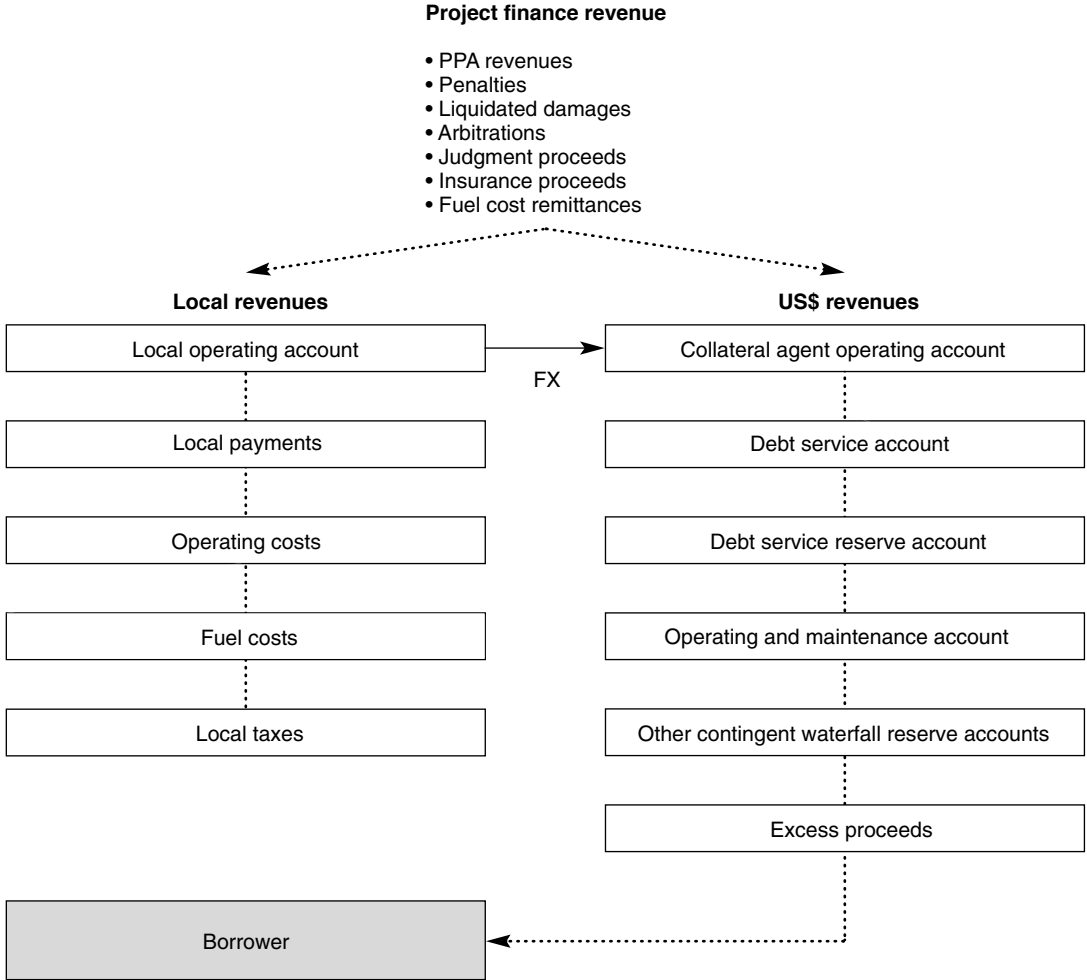 Project finance revenue
• PPA revenues
• Penalties
• Liquidated damages
• Arbitrations
• Judgment proceeds
• Insurance proceeds
• Fuel cost remittances
Local revenues
US$ revenues
Local operating account
FX
Collateral agent operating account
Local payments
Debt service account
Operating costs
Debt service reserve account
Fuel costs
Operating and maintenance account
Local taxes
Other contingent waterfall reserve accounts
Excess proceeds
Borrower